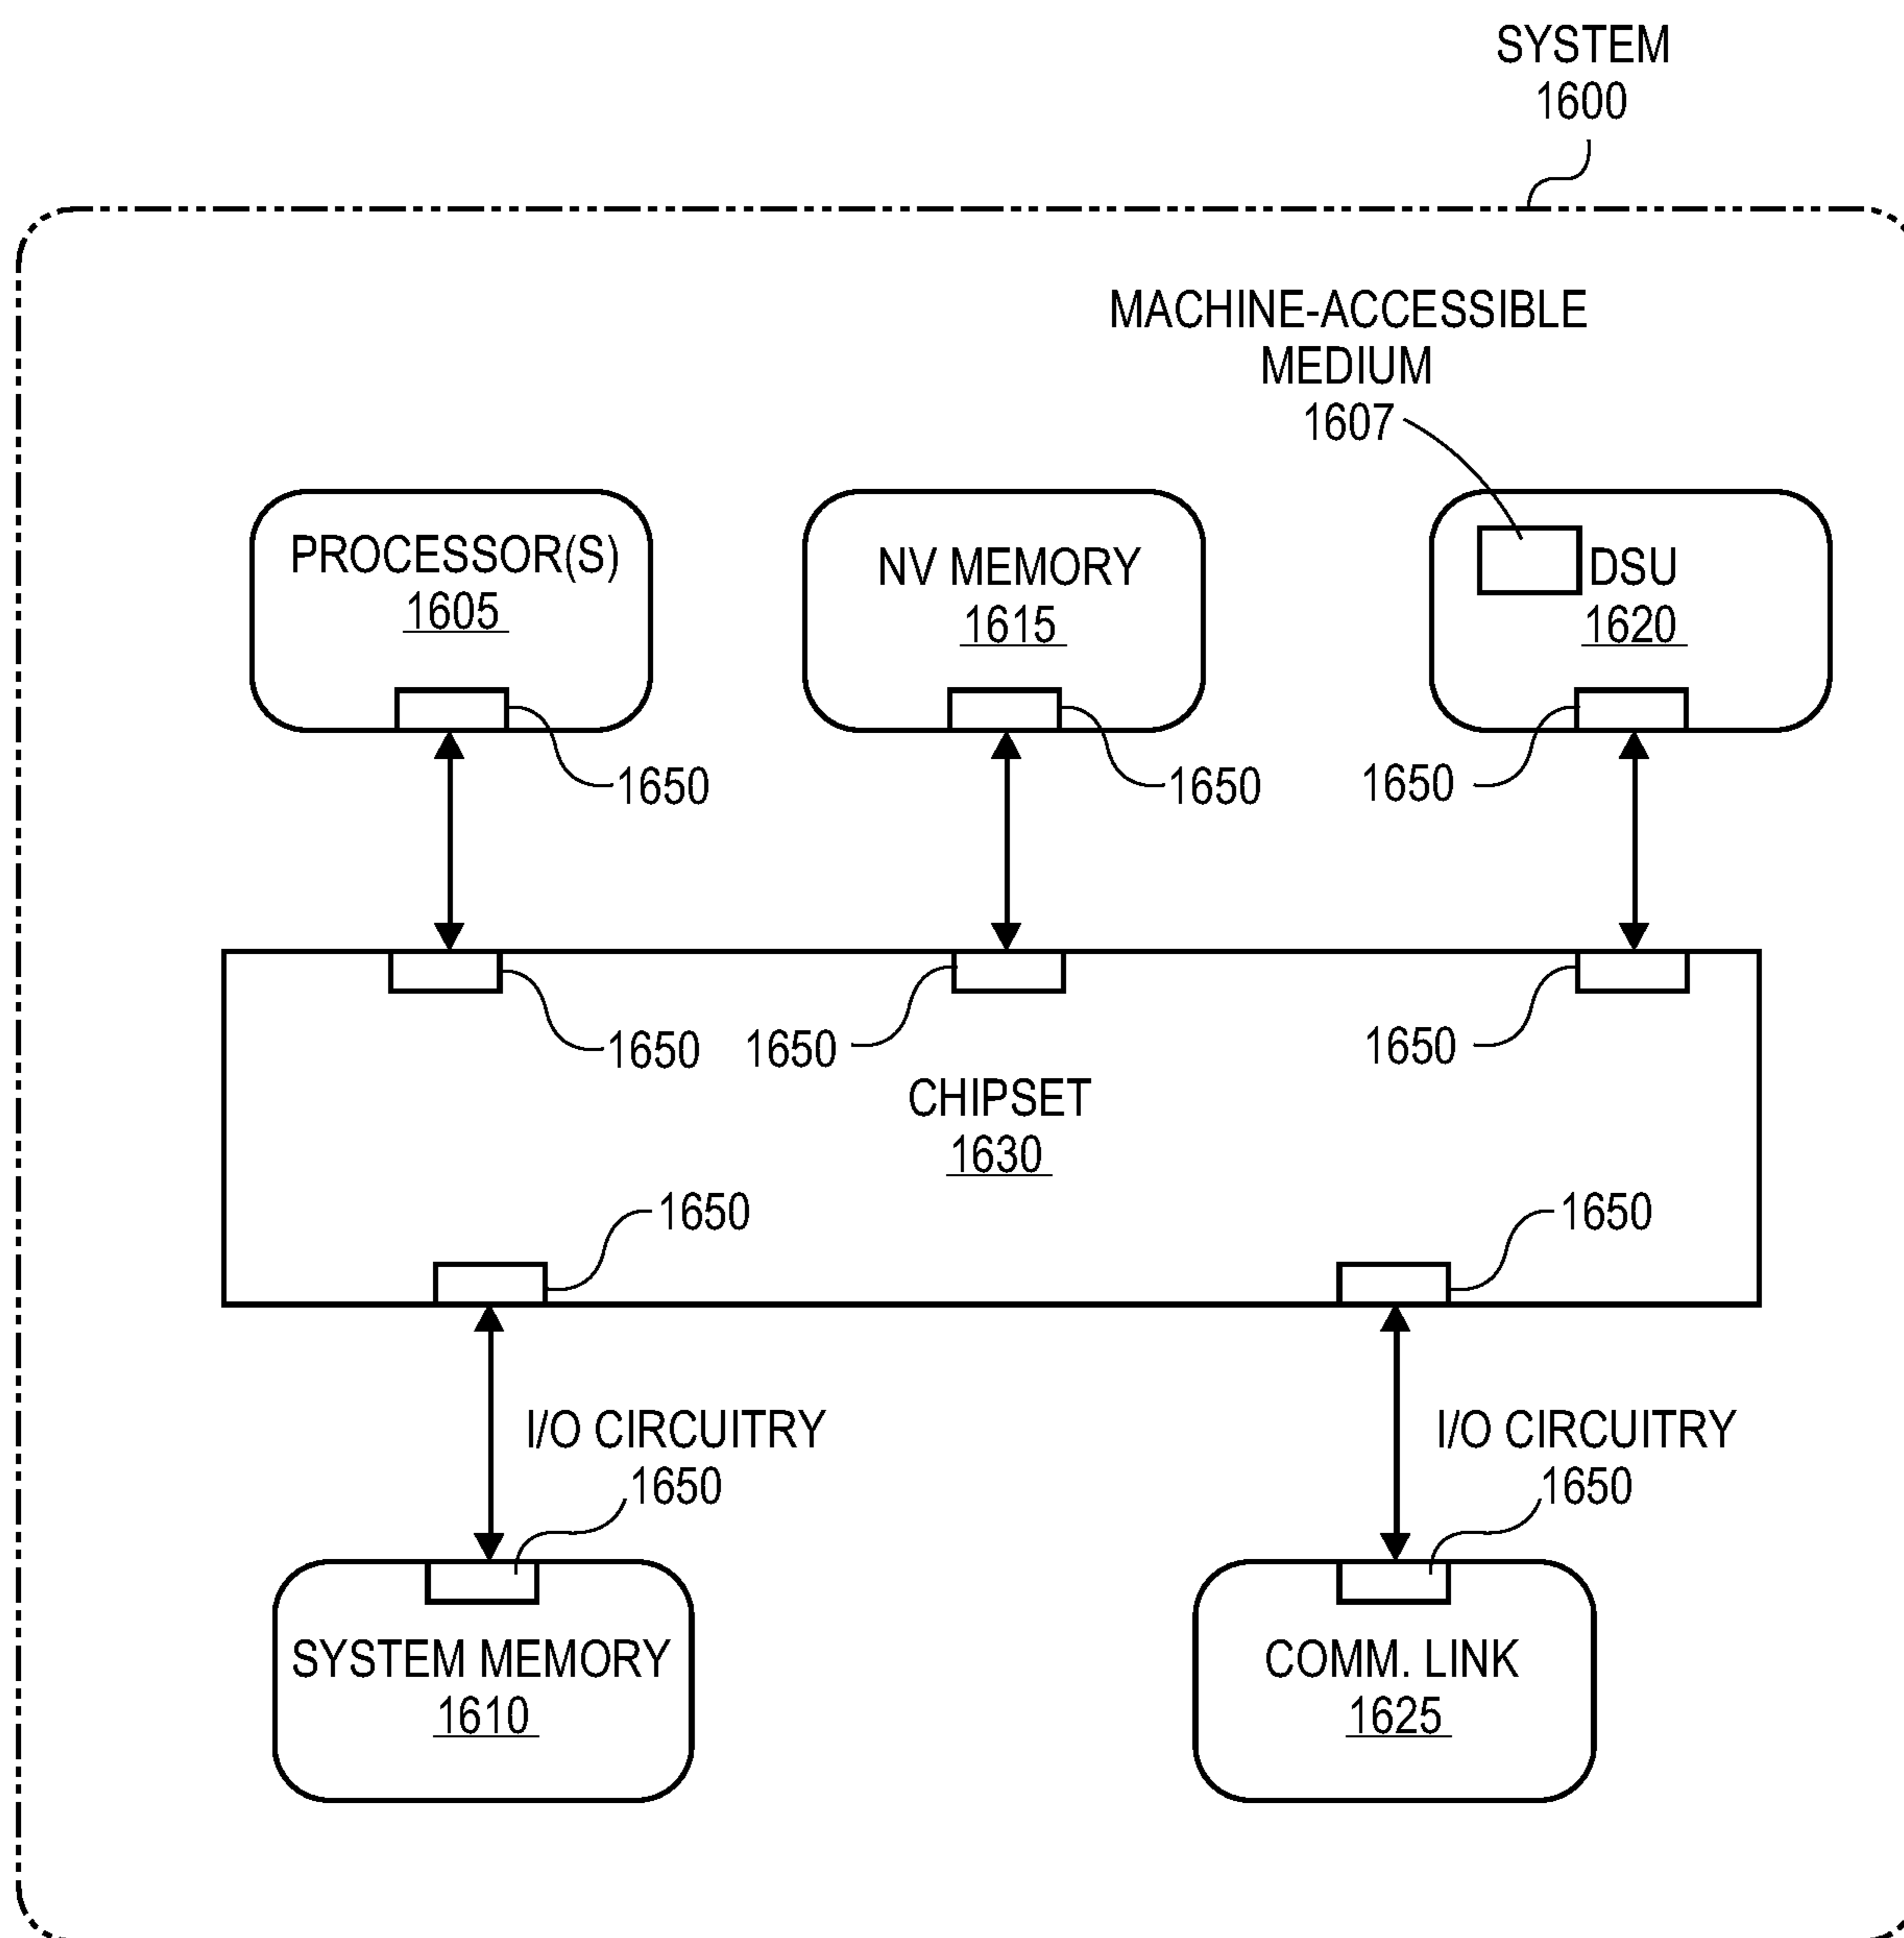 SYSTEM
1600
MACHINE-ACCESSIBLE
MEDIUM
1607
PROCESSOR(S)
1605
NV MEMORY
1615
DSU
1620
1650
1650
1650
1650
1650
1650
CHIPSET
1630
1650
1650
I/O CIRCUITRY
1650
I/O CIRCUITRY
1650
SYSTEM MEMORY
1610
COMM. LINK
1625